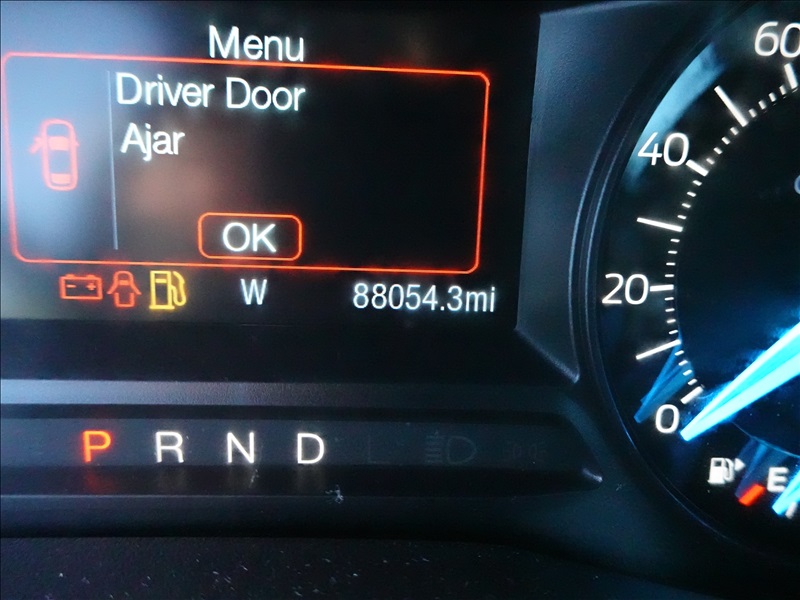 Menu
Driver Door
Ajar
OK
W 88054.3mi
P R N D L
60
40
20
0
E